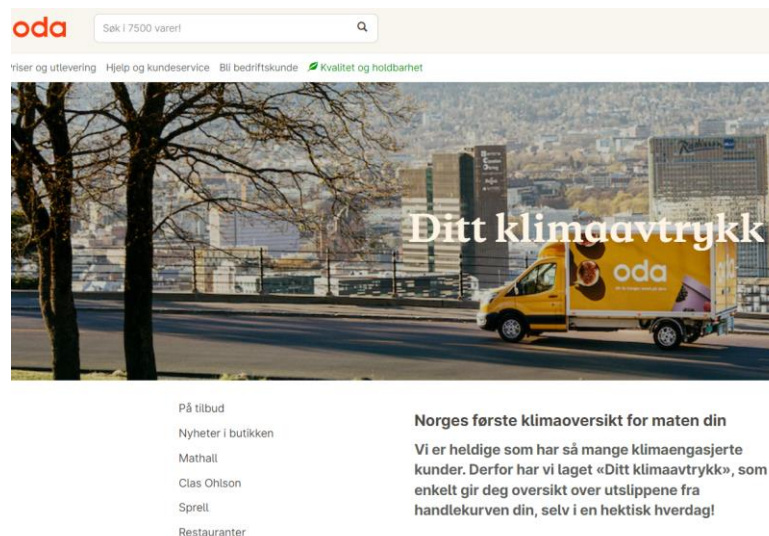 oda
Søk i 7500 varer!
riser og utlevering Hjelp og kundeservice Bli bedriftskunde Kvalitet og holdbarhet
Radisson
Ditt klimaavtrykk
oda
På tilbud
Nyheter i butikken
Mathall
Clas Ohlson
Sprell
Restauranter
Norges første klimaoversikt for maten din
Vi er heldige som har så mange klimaengasjerte
kunder. Derfor har vi laget «Ditt klimaavtrykk», som
enkelt gir deg oversikt over utslippene fra
handlekurven din, selv i en hektisk hverdag!